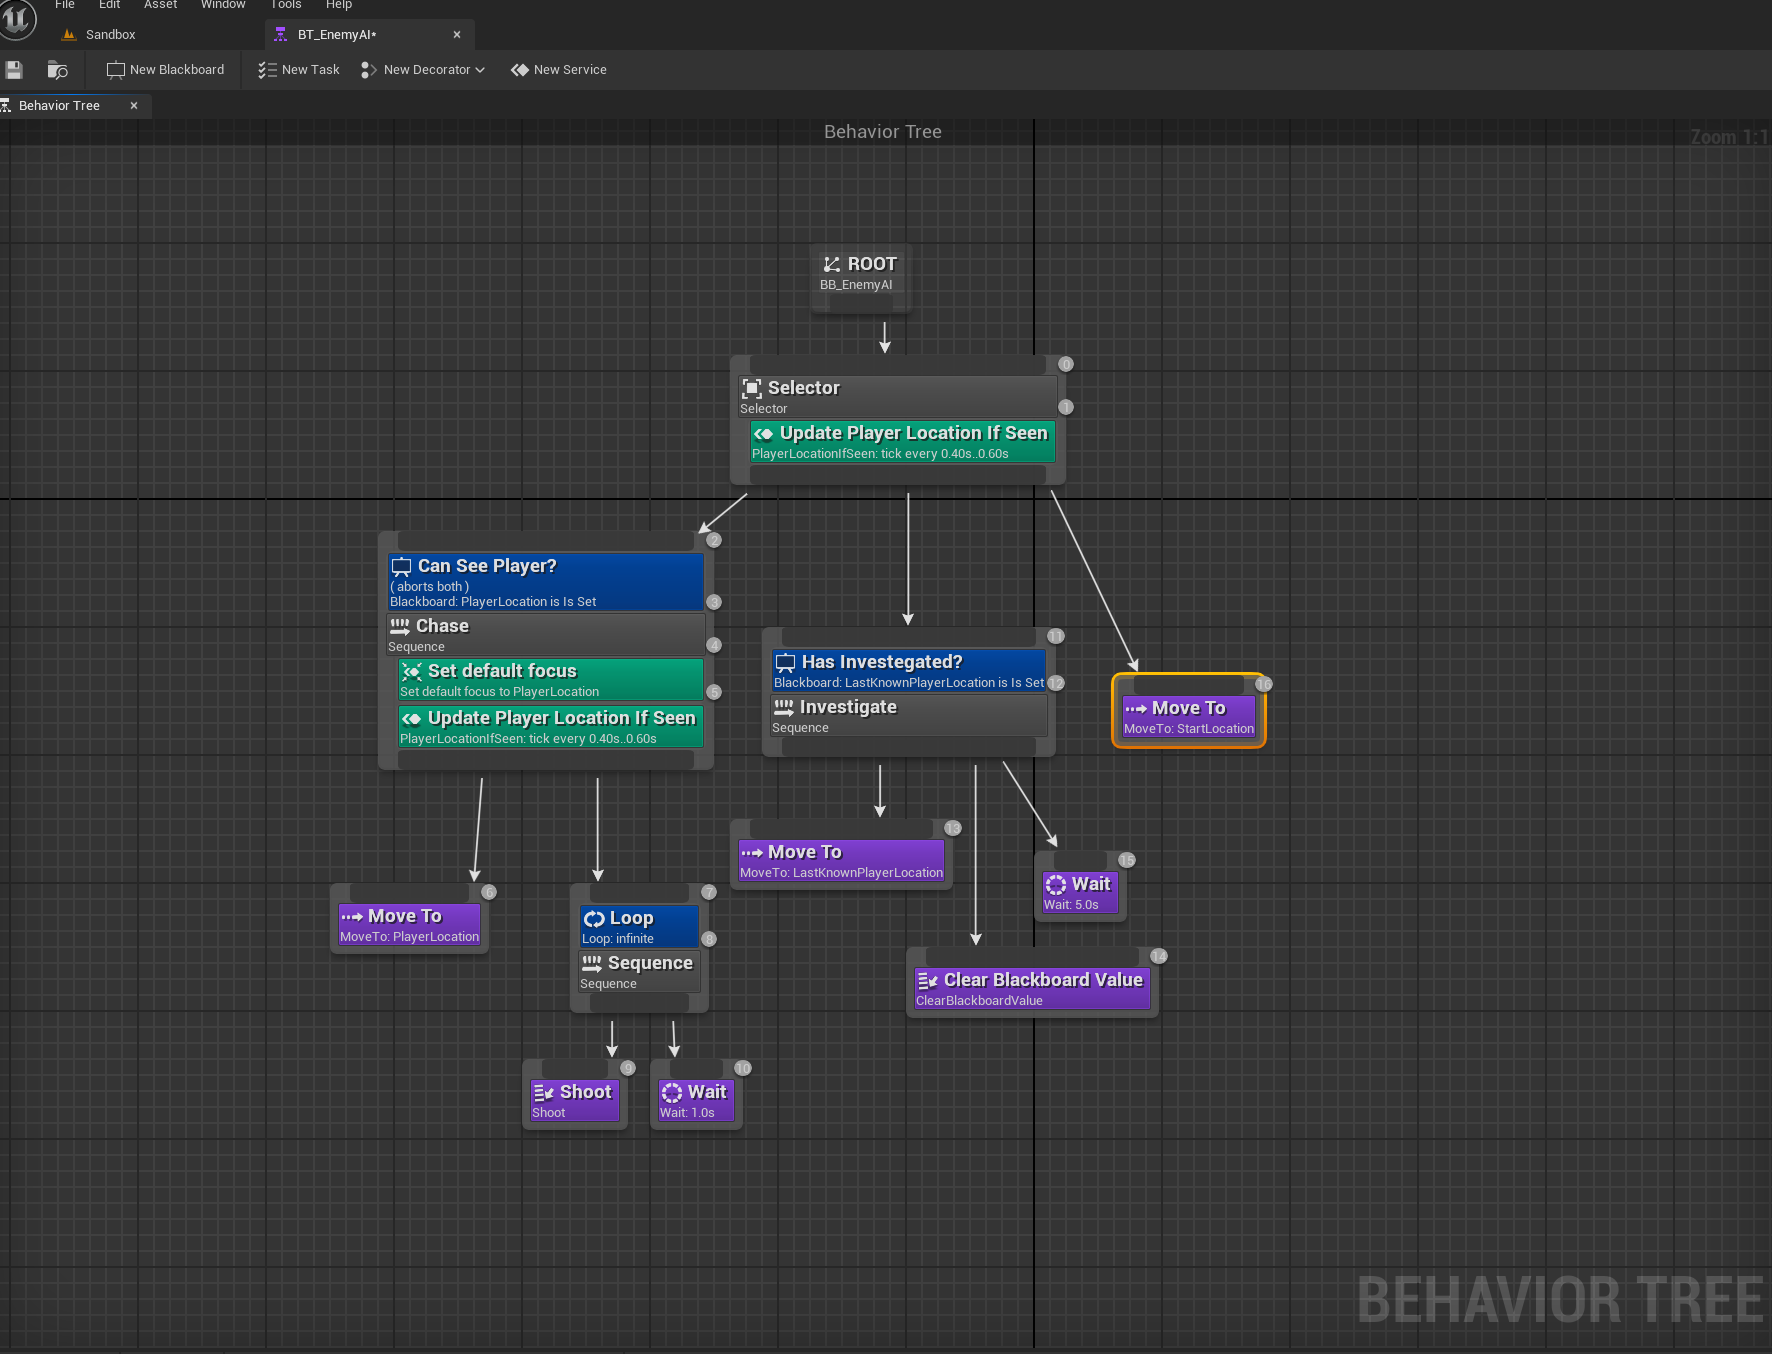 File Edit Asset Window Tools Help
Sandbox
BT_EnemyAI*
New Blackboard
New Task
New Decorator
New Service
Behavior Tree
Behavior Tree
Zoom 1:1
ROOT
BB_EnemyAI
0
Selector
Selector
1
Update Player Location If Seen
PlayerLocationIfSeen: tick every 0.40s..0.60s
2
Can See Player?
( aborts both )
Blackboard: PlayerLocation is Is Set
3
Chase
Sequence
4
Set default focus
Set default focus to PlayerLocation
5
Update Player Location If Seen
PlayerLocationIfSeen: tick every 0.40s..0.60s
11
Has Investegated?
Blackboard: LastKnownPlayerLocation is Is Set
12
Investigate
Sequence
16
Move To
MoveTo: StartLocation
6
Move To
MoveTo: PlayerLocation
7
Loop
Loop: infinite
8
Sequence
Sequence
13
Move To
MoveTo: LastKnownPlayerLocation
15
Wait
Wait: 5.0s
14
Clear Blackboard Value
ClearBlackboardValue
9
Shoot
Shoot
10
Wait
Wait: 1.0s
BEHAVIOR TREE